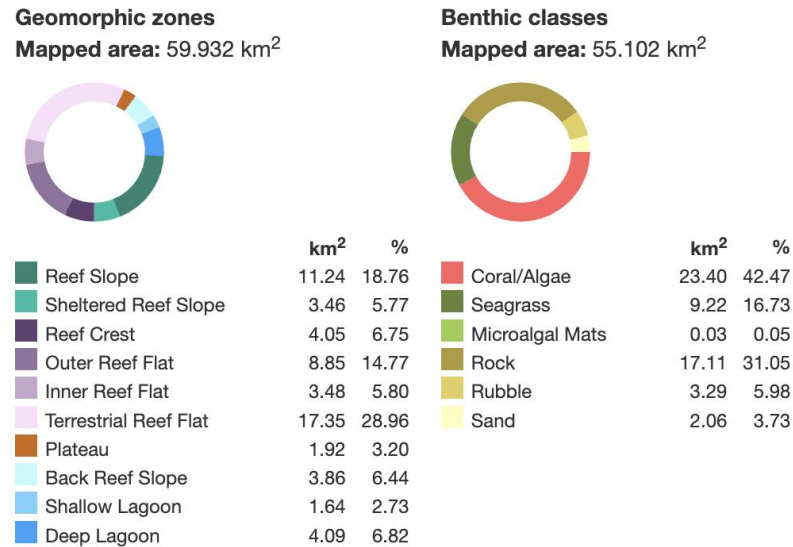 Geomorphic zones
Mapped area: 59.932 km2
km2 %
Reef Slope 11.24 18.76
Sheltered Reef Slope 3.46 5.77
Reef Crest 4.05 6.75
Outer Reef Flat 8.85 14.77
Inner Reef Flat 3.48 5.80
Terrestrial Reef Flat 17.35 28.96
Plateau 1.92 3.20
Back Reef Slope 3.86 6.44
Shallow Lagoon 1.64 2.73
Deep Lagoon 4.09 6.82
Benthic classes
Mapped area: 55.102 km2
km2 %
Coral/Algae 23.40 42.47
Seagrass 9.22 16.73
Microalgal Mats 0.03 0.05
Rock 17.11 31.05
Rubble 3.29 5.98
Sand 2.06 3.73